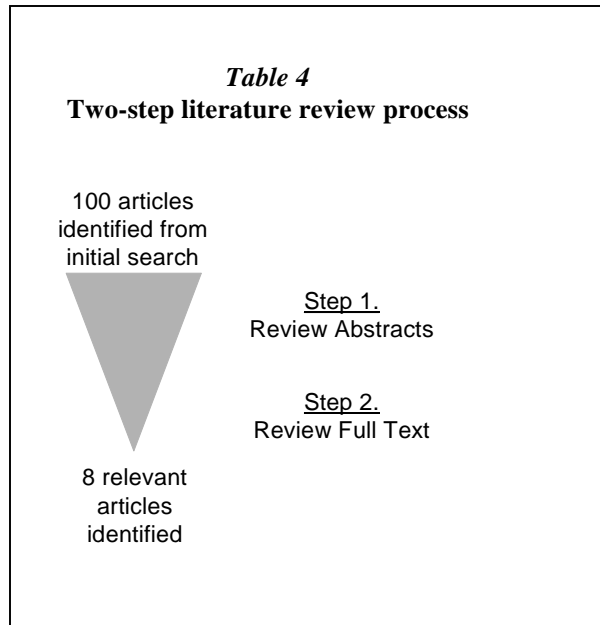 Table 4
Two-step literature review process
100 articles
identified from
initial search
Step 1.
Review Abstracts
Step 2.
Review Full Text
8 relevant
articles
identified